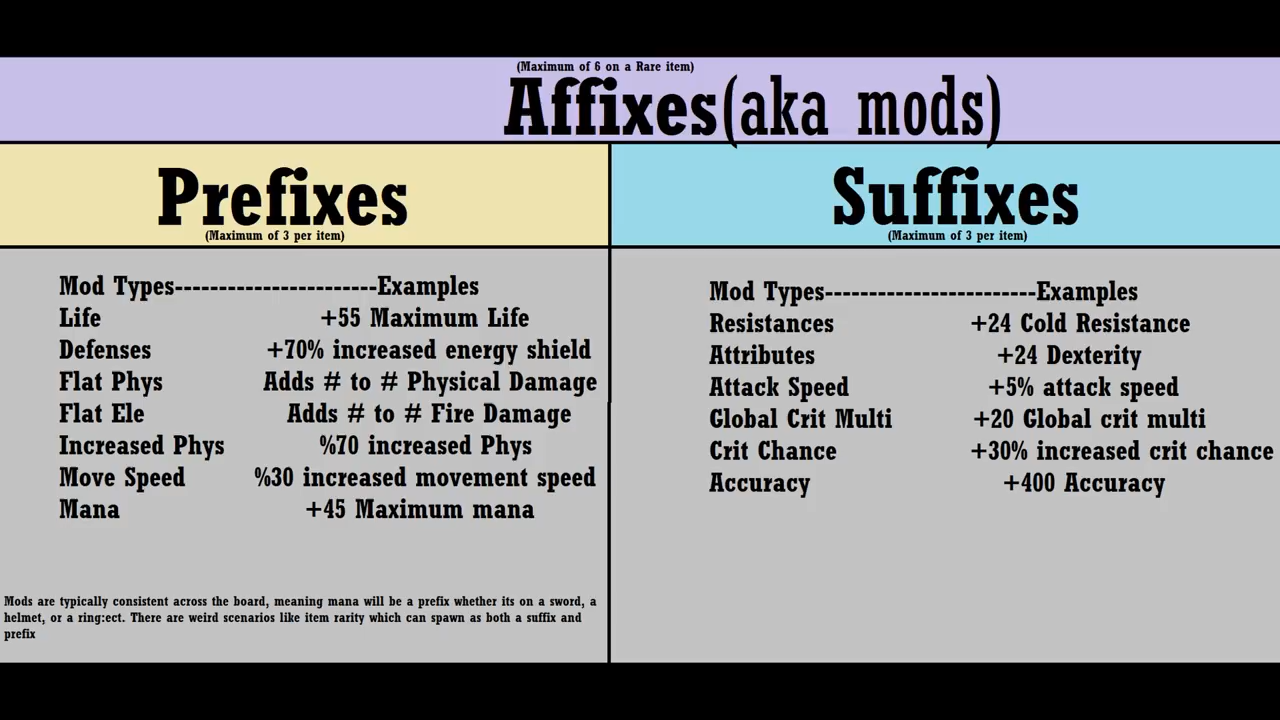 (Maximum of 6 on a Rare item)
Affixes(aka mods)
Prefixes
(Maximum of 3 per item)
Mod Types-----------------------Examples
Life +55 Maximum Life
Defenses +70% increased energy shield
Flat Phys Adds # to # Physical Damage
Flat Ele Adds # to # Fire Damage
Increased Phys %70 increased Phys
Move Speed %30 increased movement speed
Mana +45 Maximum mana
Mods are typically consistent across the board, meaning mana will be a prefix whether its on a sword, a
helmet, or a ring:ect. There are weird scenarios like item rarity which can spawn as both a suffix and
prefix
Suffixes
(Maximum of 3 per item)
Mod Types------------------------Examples
Resistances +24 Cold Resistance
Attributes +24 Dexterity
Attack Speed +5% attack speed
Global Crit Multi +20 Global crit multi
Crit Chance +30% increased crit chance
Accuracy +400 Accuracy